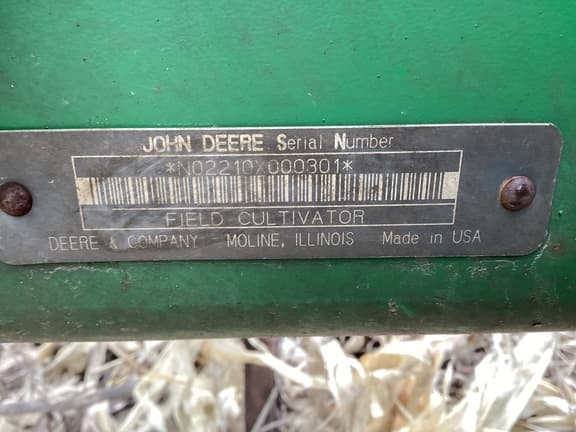 JOHN DEERE Serial Number
*N02210X000301*
FIELD CULTIVATOR
DEERE & COMPANY MOLINE, ILLINOIS Made in USA